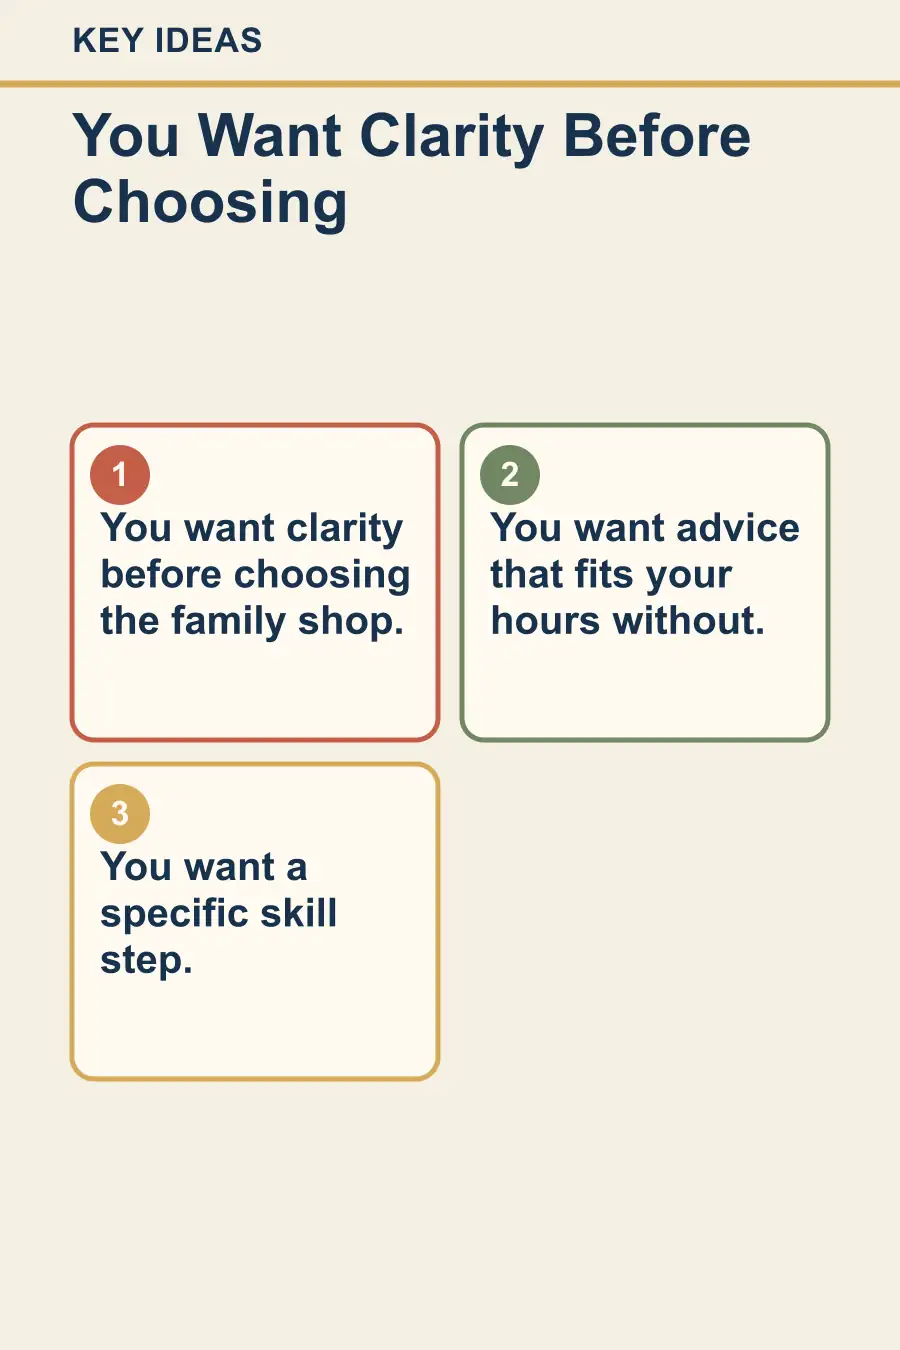 KEY IDEAS
You Want Clarity Before
Choosing
1
You want clarity
before choosing
the family shop.
2
You want advice
that fits your
hours without.
3
You want a
specific skill
step.